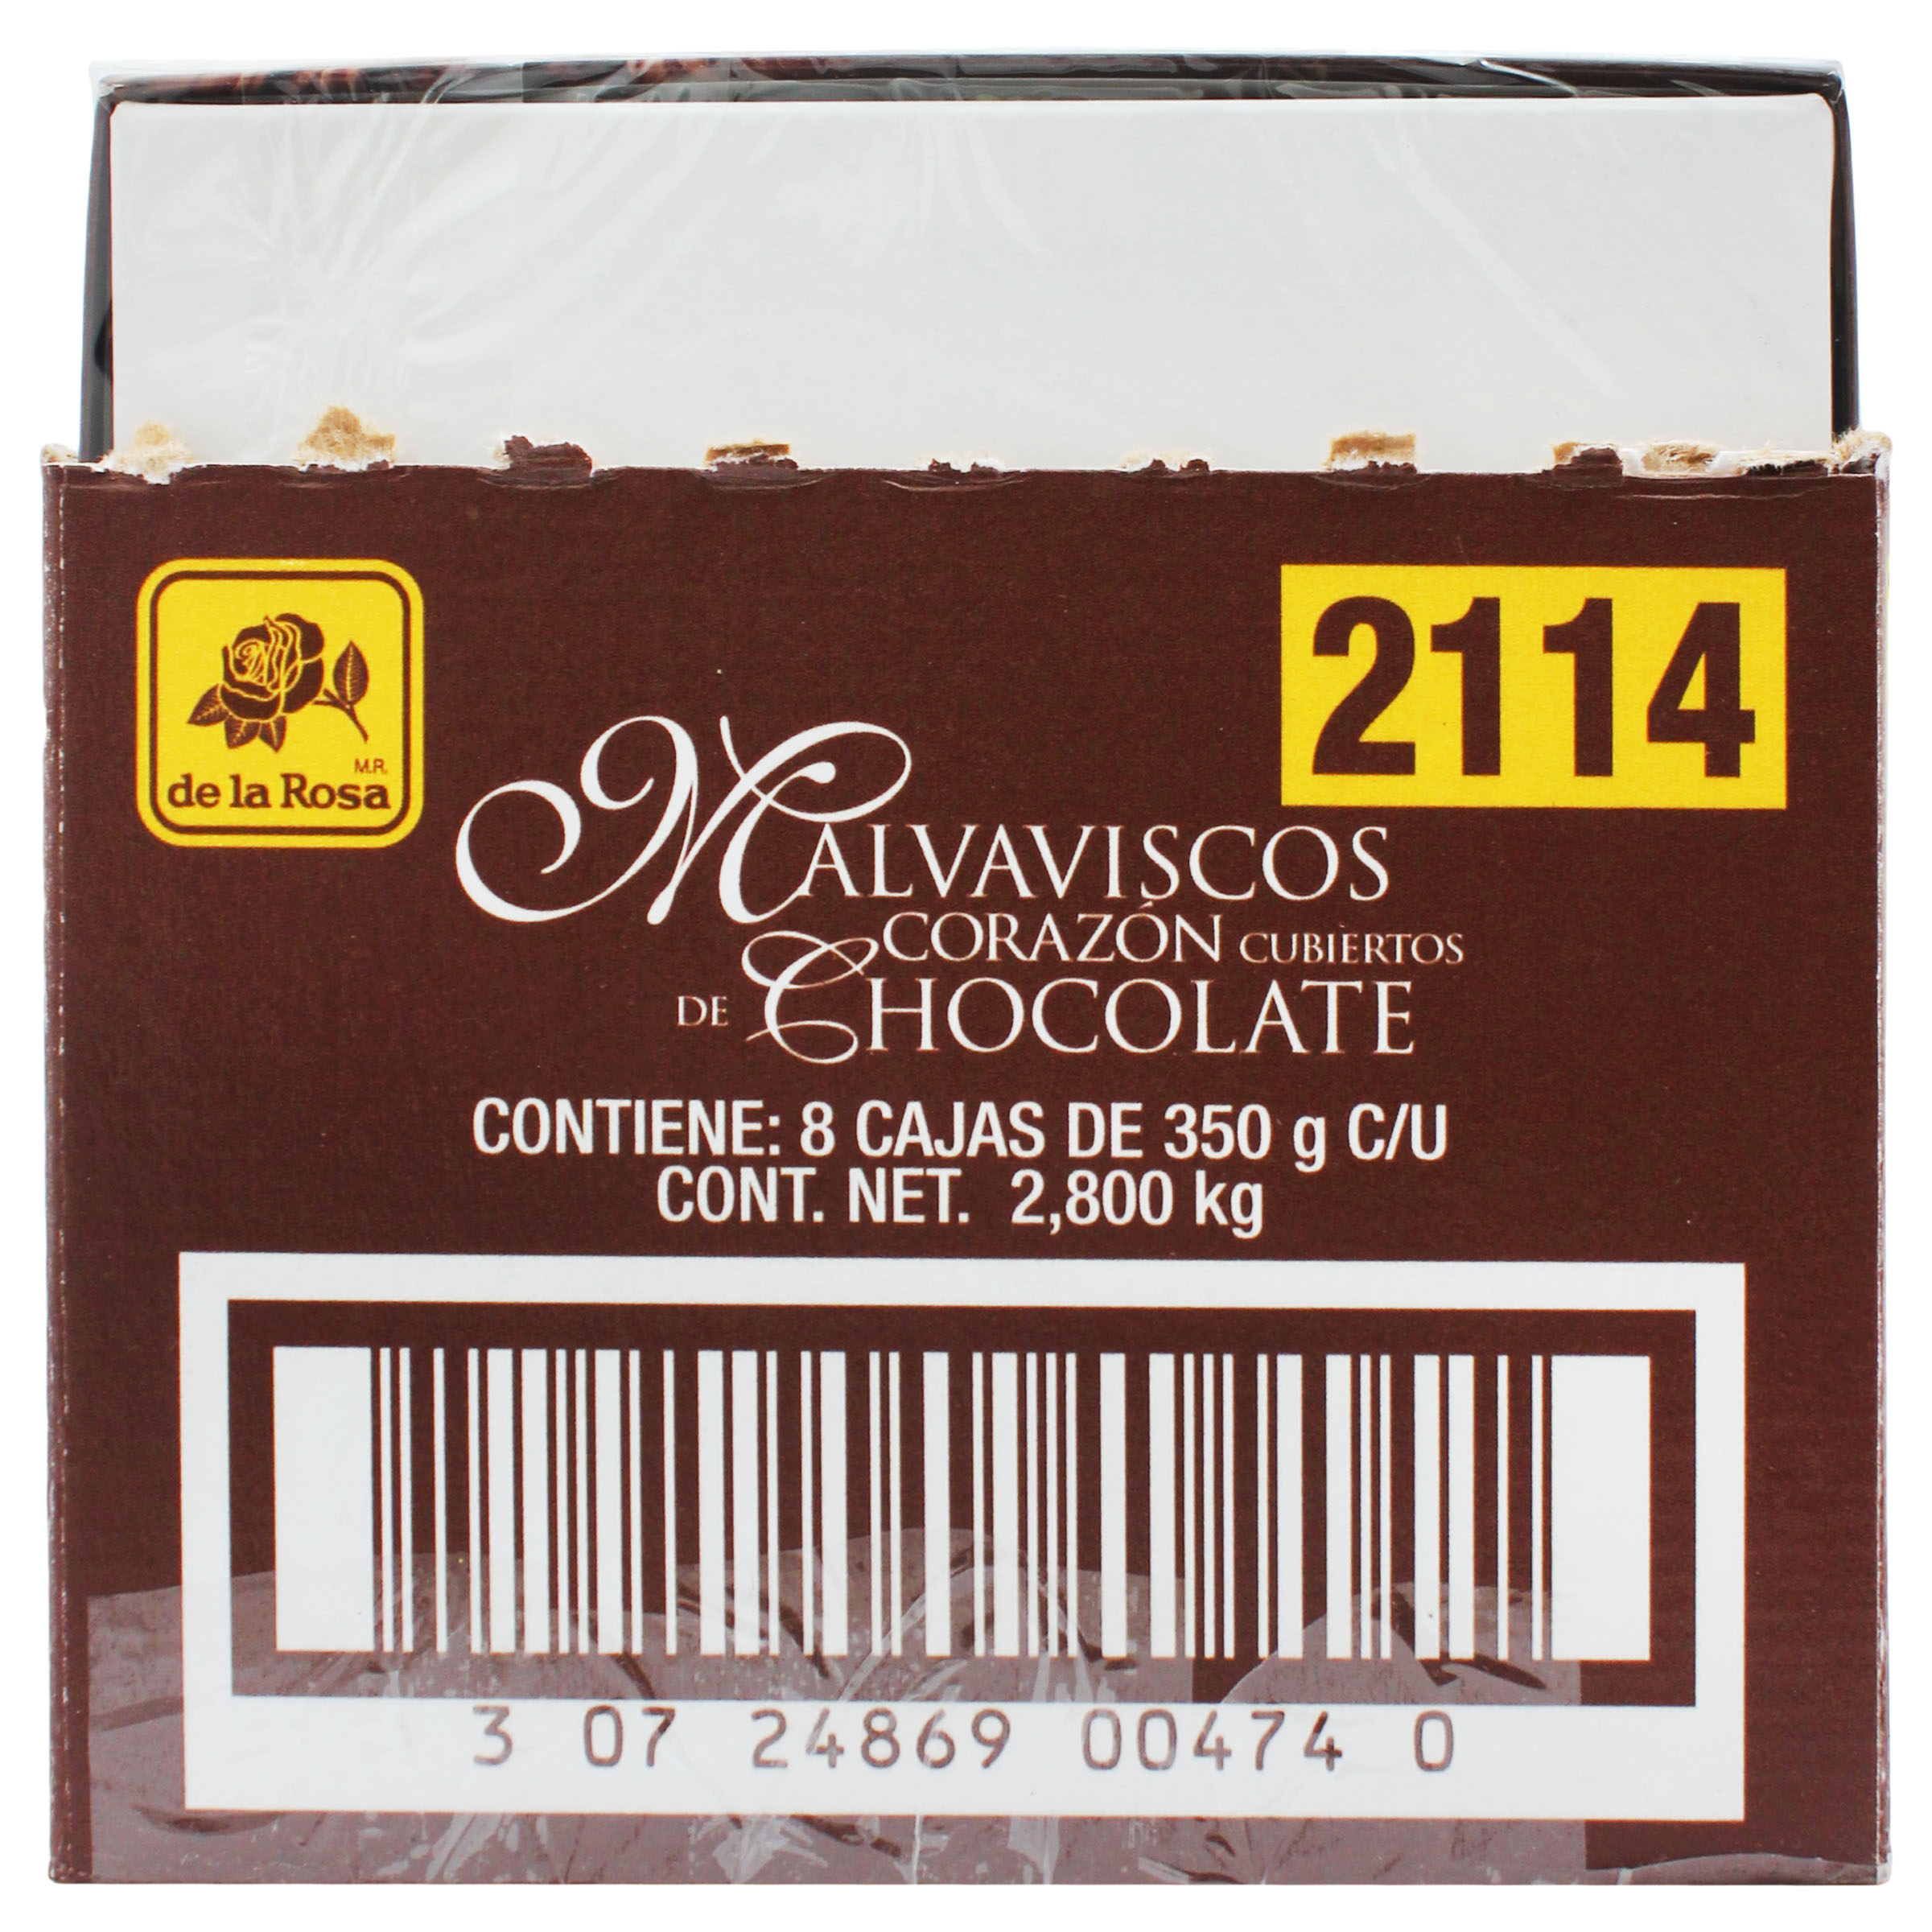 M.R.
de la Rosa
2114
MALVAVISCOS
CORAZÓN CUBIERTOS
DE CHOCOLATE
CONTIENE: 8 CAJAS DE 350 g C/U
CONT. NET. 2,800 kg
3 07 24869 00474 0